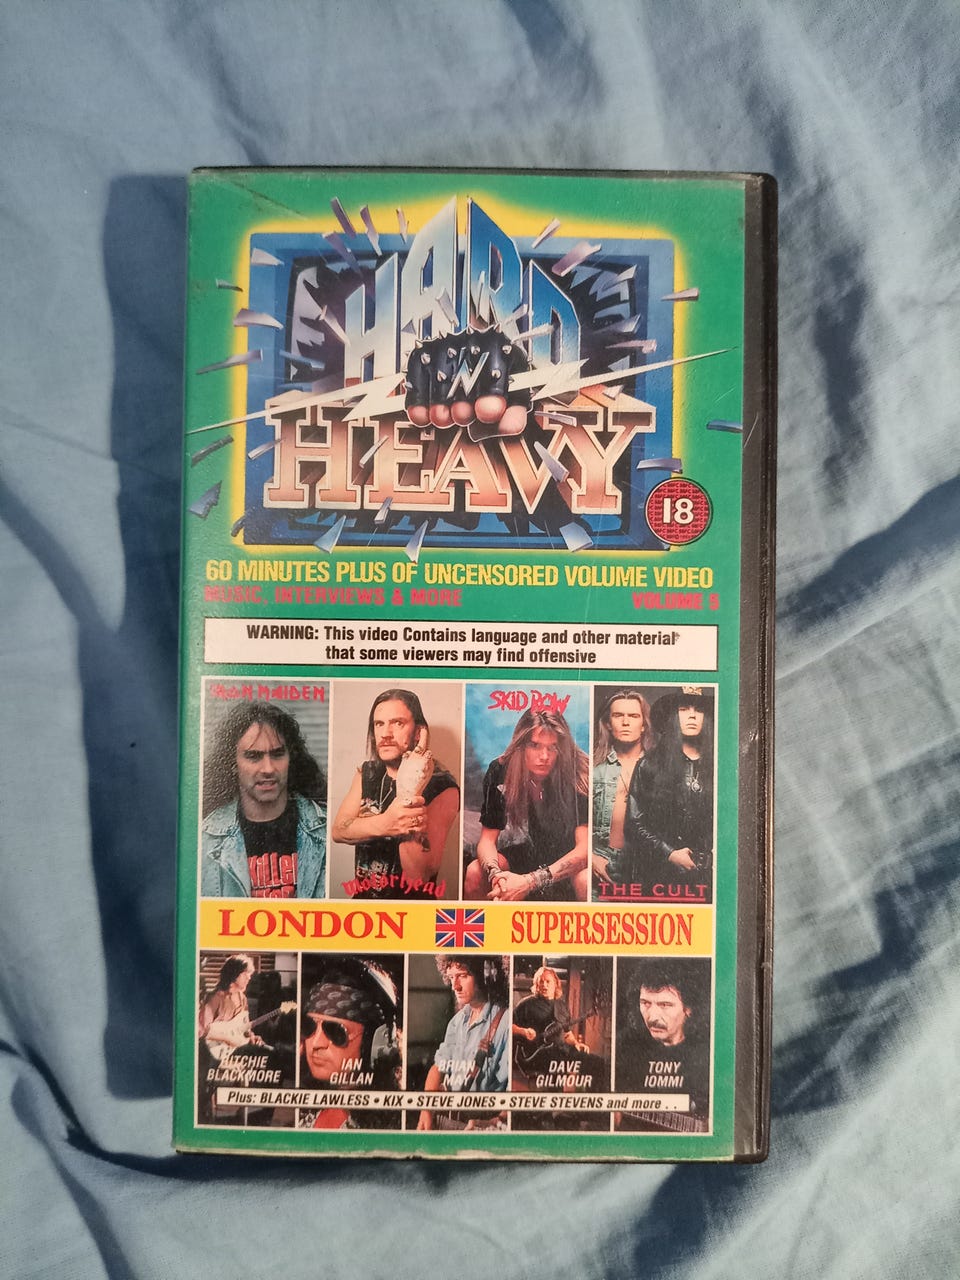 HARD
N
HEAVY
18
60 MINUTES PLUS OF UNCENSORED VOLUME VIDEO
MUSIC, INTERVIEWS & MORE VOLUME 5
WARNING: This video Contains language and other material
that some viewers may find offensive
IRON MAIDEN
SKID ROW
KILLER
Motörhead
THE CULT
LONDON SUPERSESSION
RITCHIE
BLACKMORE
IAN
GILLAN
BRIAN
MAY
DAVE
GILMOUR
TONY
IOMMI
Plus: BLACKIE LAWLESS • KIX • STEVE JONES • STEVE STEVENS and more . .